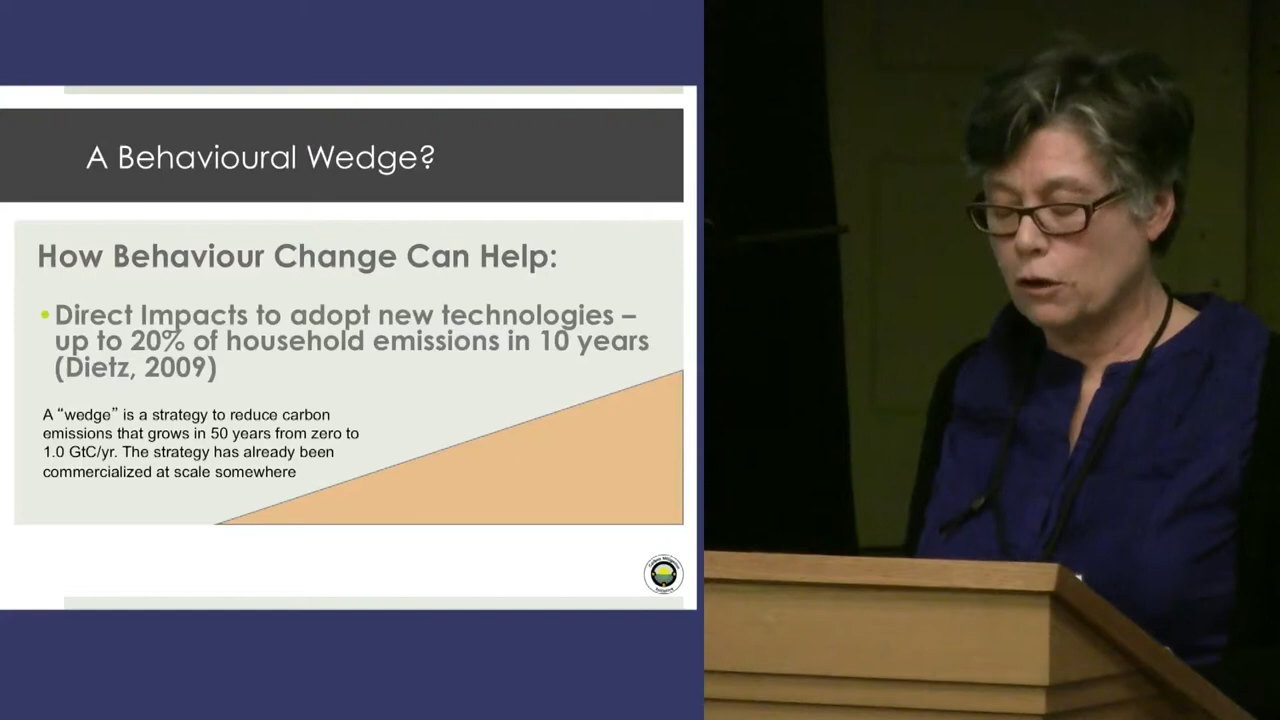 A Behavioural Wedge?
How Behaviour Change Can Help:
• Direct Impacts to adopt new technologies –
up to 20% of household emissions in 10 years
(Dietz, 2009)
A “wedge” is a strategy to reduce carbon
emissions that grows in 50 years from zero to
1.0 GtC/yr. The strategy has already been
commercialized at scale somewhere